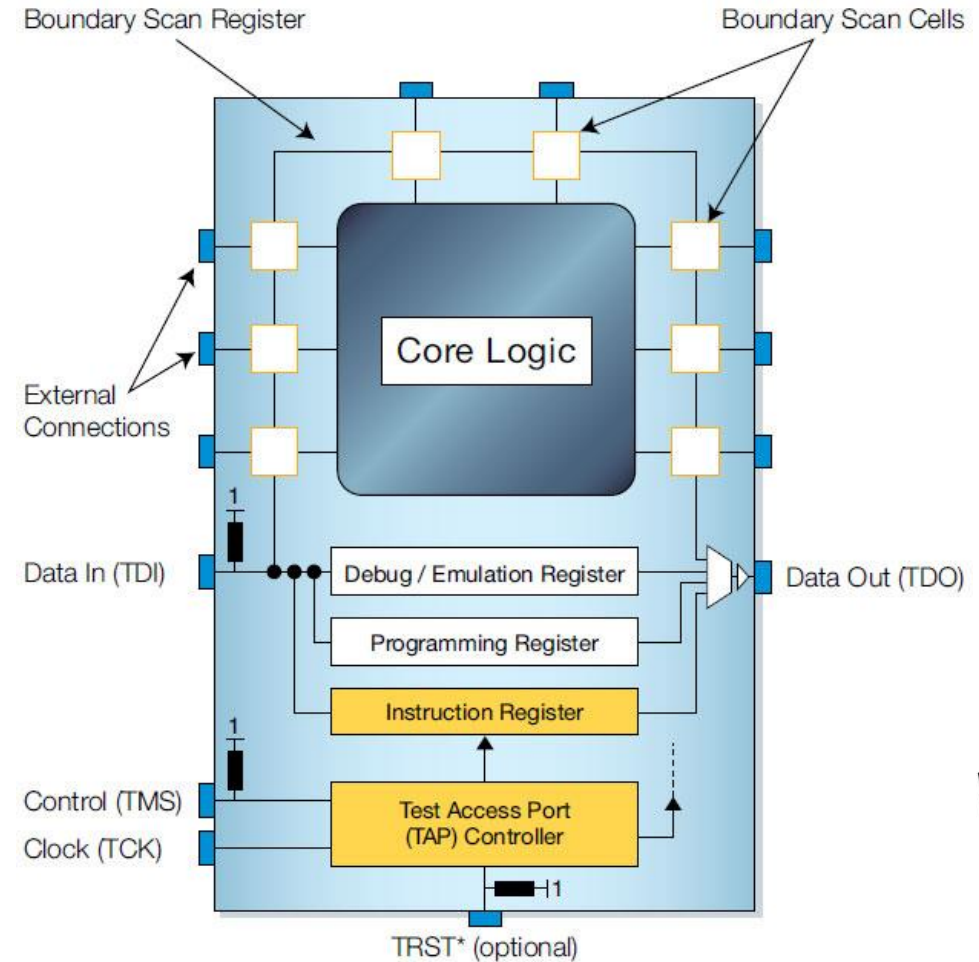 Boundary Scan Register
Boundary Scan Cells
Core Logic
External
Connections
1
Data In (TDI)
Debug / Emulation Register
Data Out (TDO)
Programming Register
Instruction Register
1
Control (TMS)
Test Access Port
(TAP) Controller
Clock (TCK)
1
TRST* (optional)